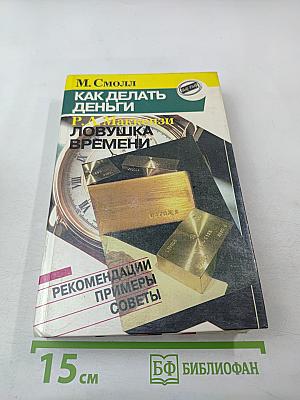 М. Смолл
КАК ДЕЛАТЬ
ДЕНЬГИ
Р.А.Маккензи
ЛОВУШКА
ВРЕМЕНИ
РЕКОМЕНДАЦИИ
ПРИМЕРЫ
СОВЕТЫ
15 см
БФ БИБЛИОФАН